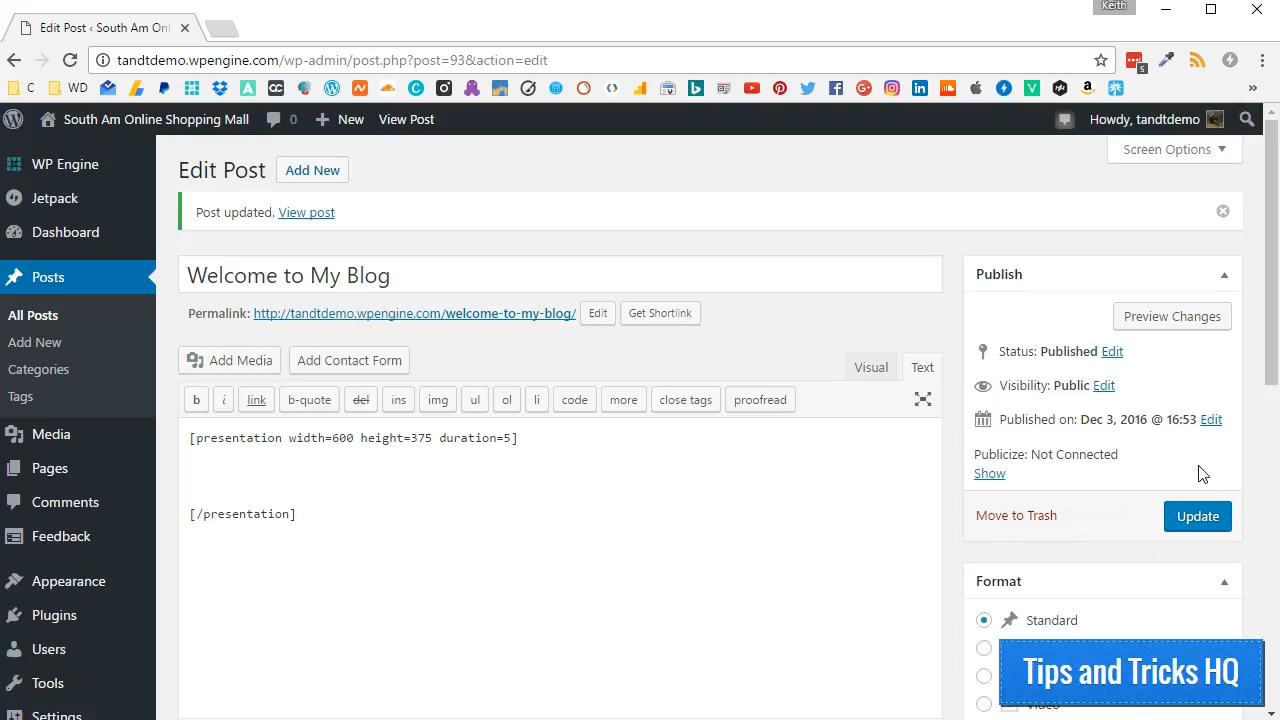 Keith
Edit Post ‹ South Am Onl
tandtdemo.wpengine.com/wp-admin/post.php?post=93&action=edit
C WD
5
South Am Online Shopping Mall 0 New View Post Howdy, tandtdemo
WP Engine
Jetpack
Dashboard
Posts
All Posts
Add New
Categories
Tags
Media
Pages
Comments
Feedback
Appearance
Plugins
Users
Tools
Settings
Screen Options
Edit Post Add New
Post updated. View post
Welcome to My Blog
Permalink: http://tandtdemo.wpengine.com/welcome-to-my-blog/ Edit Get Shortlink
Add Media Add Contact Form
Visual Text
b i link b-quote del ins img ul ol li code more close tags proofread
[presentation width=600 height=375 duration=5]
[/presentation]
Publish
Preview Changes
Status: Published Edit
Visibility: Public Edit
Published on: Dec 3, 2016 @ 16:53 Edit
Publicize: Not Connected
Show
Move to Trash Update
Format
Standard
Tips and Tricks HQ